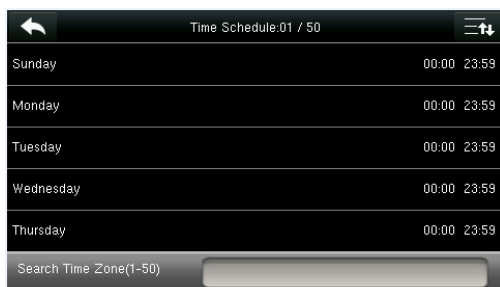 Time Schedule:01 / 50
Sunday 00:00 23:59
Monday 00:00 23:59
Tuesday 00:00 23:59
Wednesday 00:00 23:59
Thursday 00:00 23:59
Search Time Zone(1-50)